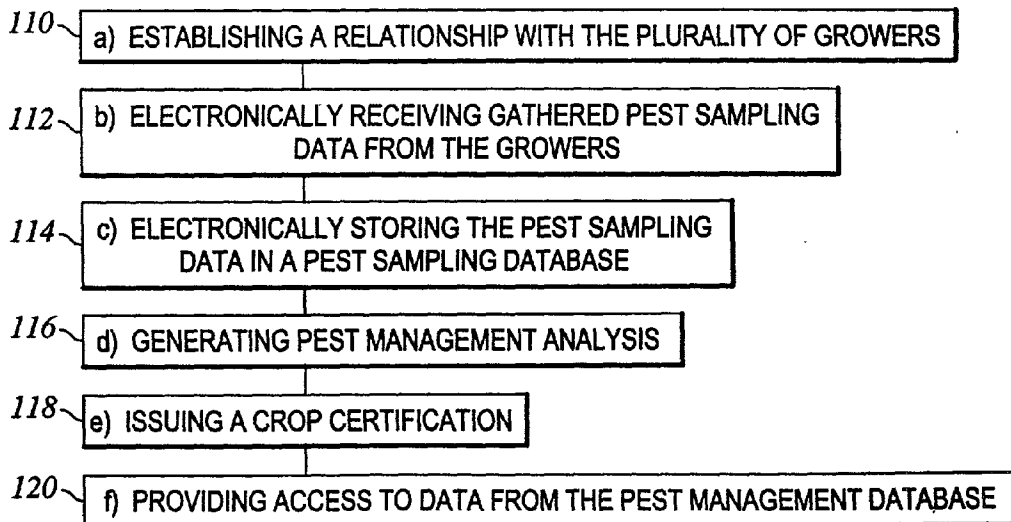 110
a) ESTABLISHING A RELATIONSHIP WITH THE PLURALITY OF GROWERS
112
b) ELECTRONICALLY RECEIVING GATHERED PEST SAMPLING
DATA FROM THE GROWERS
114
c) ELECTRONICALLY STORING THE PEST SAMPLING
DATA IN A PEST SAMPLING DATABASE
116
d) GENERATING PEST MANAGEMENT ANALYSIS
118
e) ISSUING A CROP CERTIFICATION
120
f) PROVIDING ACCESS TO DATA FROM THE PEST MANAGEMENT DATABASE